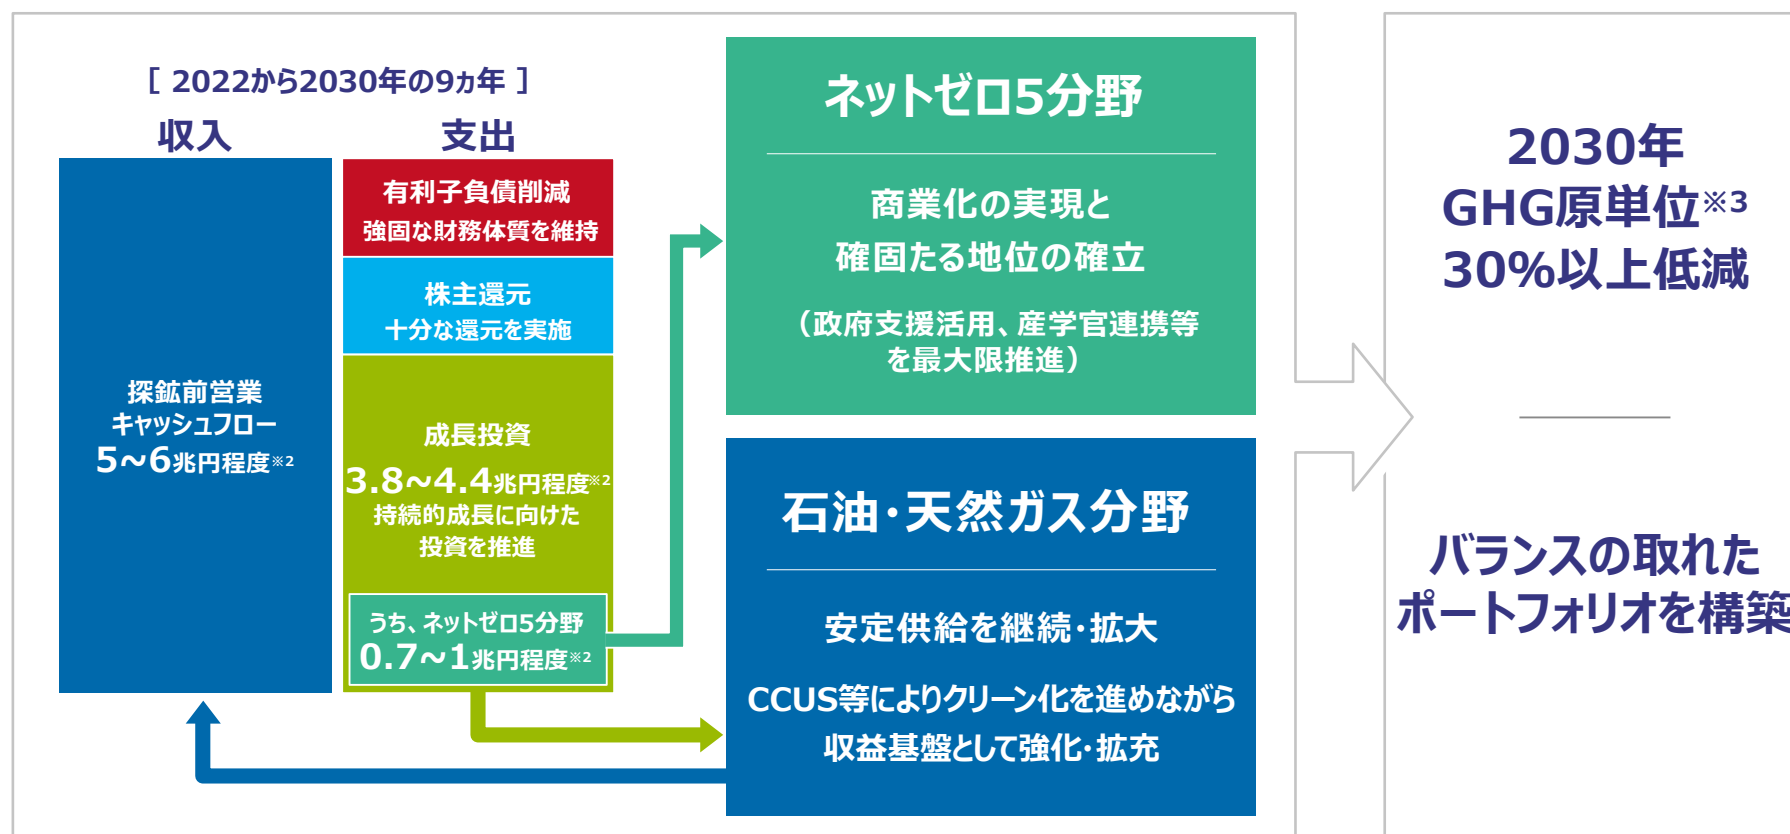 [ 2022から2030年の9ヵ年 ]
収入
支出
探鉱前営業
キャッシュフロー
5~6兆円程度※2
有利子負債削減
強固な財務体質を維持
株主還元
十分な還元を実施
成長投資
3.8~4.4兆円程度※2
持続的成長に向けた
投資を推進
うち、ネットゼロ5分野
0.7~1兆円程度※2
ネットゼロ5分野
商業化の実現と
確固たる地位の確立
(政府支援活用、産学官連携等
を最大限推進)
石油・天然ガス分野
安定供給を継続・拡大
CCUS等によりクリーン化を進めながら
収益基盤として強化・拡充
2030年
GHG原単位※3
30%以上低減
バランスの取れた
ポートフォリオを構築